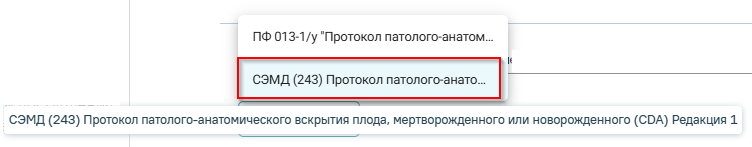 ПФ 013-1/у "Протокол патолого-анатом...
СЭМД (243) Протокол патолого-анато...
СЭМД (243) Протокол патолого-анатомического вскрытия плода, мертворожденного или новорожденного (CDA) Редакция 1